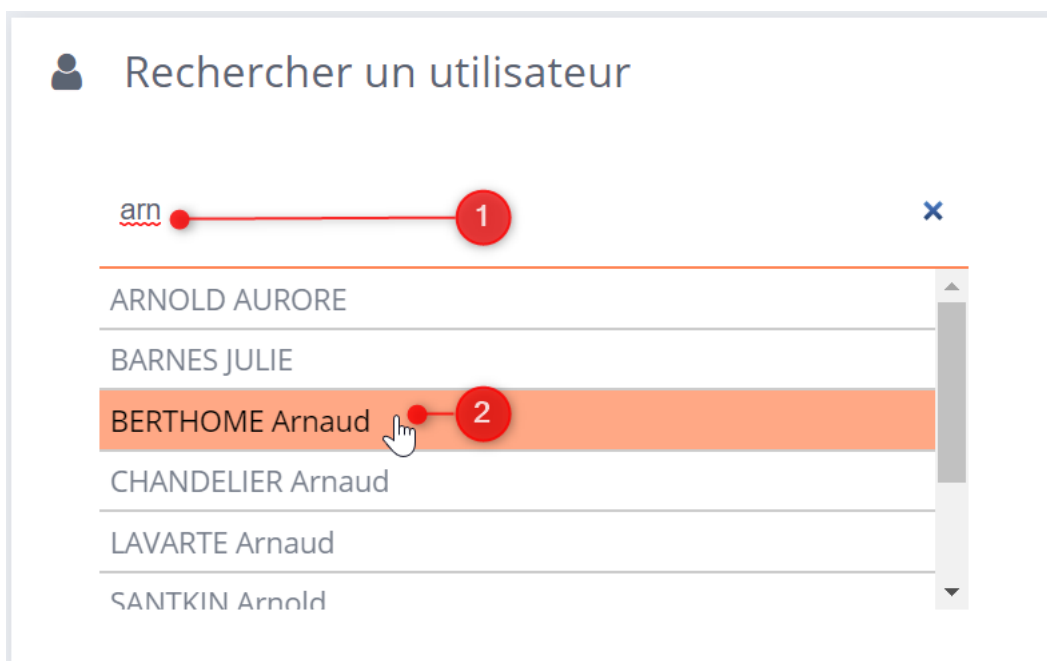 Rechercher un utilisateur
arn
1
ARNOLD AURORE
BARNES JULIE
BERTHOME Arnaud
2
CHANDELIER Arnaud
LAVARTE Arnaud
SANTKIN Arnold